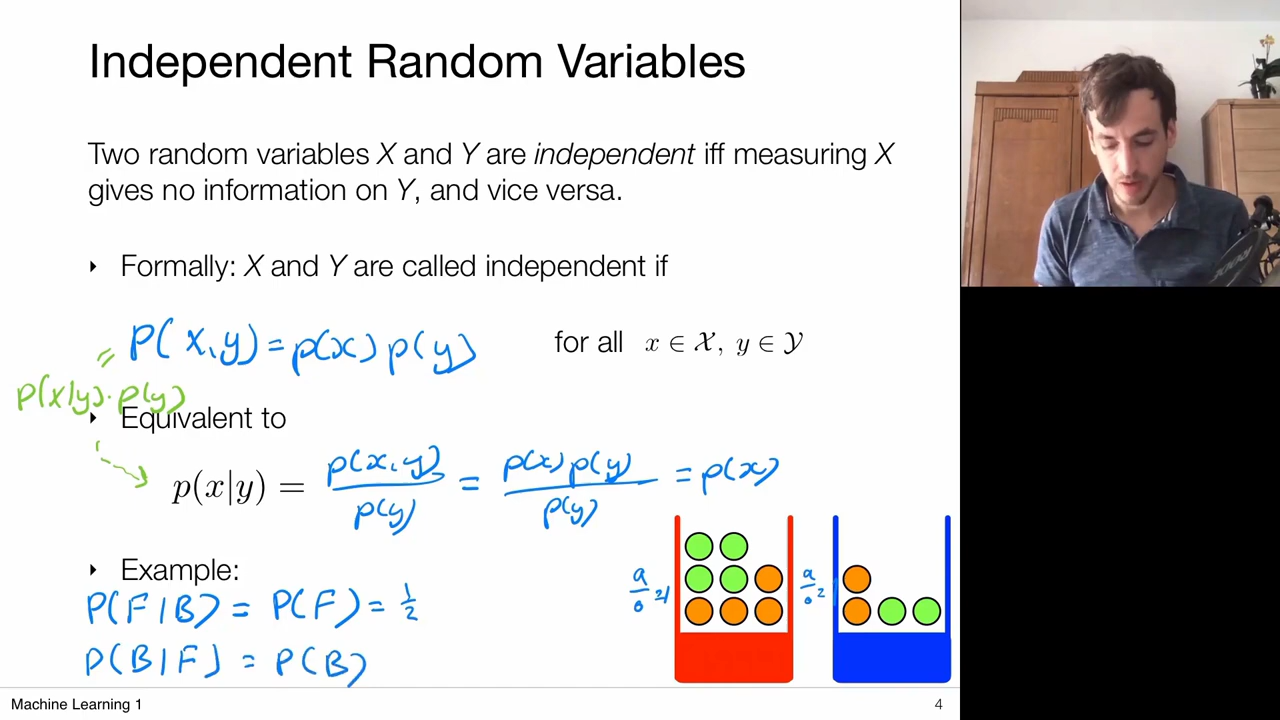 Independent Random Variables
Two random variables X and Y are independent iff measuring X
gives no information on Y, and vice versa.
‣ Formally: X and Y are called independent if
= p(x,y) = p(x) p(y)
for all x ∈ 𝒳, y ∈ 𝒴
p(x|y)· p(y)
‣ Equivalent to
p(x|y) = p(x,y) / p(y) = p(x) p(y) / p(y) = p(x)
‣ Example:
P(F|B) = P(F) = 1/2
P(B|F) = P(B)
a/o
a/o
Machine Learning 1
4